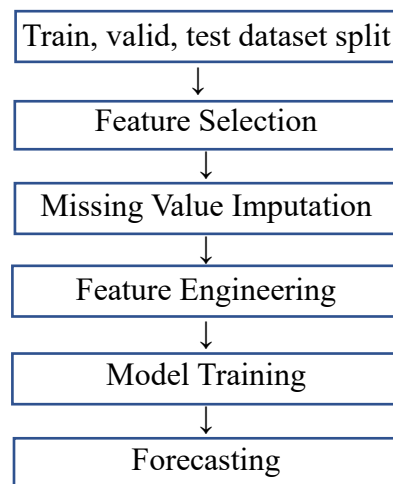 Train, valid, test dataset split
Feature Selection
Missing Value Imputation
Feature Engineering
Model Training
Forecasting